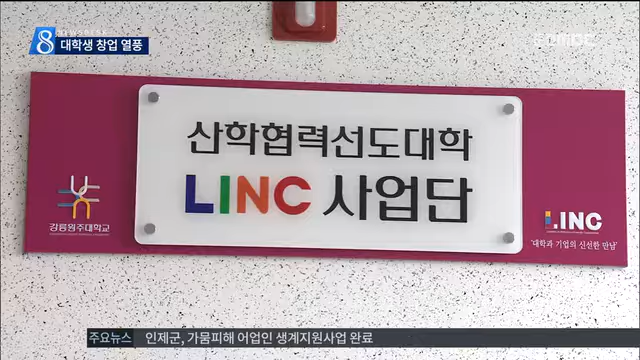 NEWSDESK
8 대학생 창업 열풍
MBC
산학협력선도대학
LINC 사업단
강릉원주대학교
LINC
'대학과 기업의 신선한 만남'
주요뉴스 인제군, 가뭄피해 어업인 생계지원사업 완료